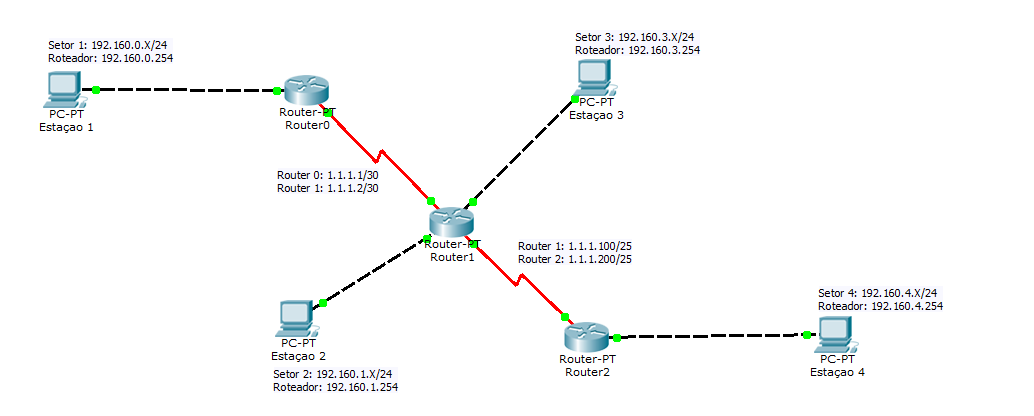 Setor 1: 192.160.0.X/24
Roteador: 192.160.0.254
PC-PT
Estaçao 1
Router-PT
Router0
Setor 3: 192.160.3.X/24
Roteador: 192.160.3.254
PC-PT
Estaçao 3
Router 0: 1.1.1.1/30
Router 1: 1.1.1.2/30
Router-PT
Router1
Router 1: 1.1.1.100/25
Router 2: 1.1.1.200/25
PC-PT
Estaçao 2
Setor 2: 192.160.1.X/24
Roteador: 192.160.1.254
Router-PT
Router2
Setor 4: 192.160.4.X/24
Roteador: 192.160.4.254
PC-PT
Estaçao 4